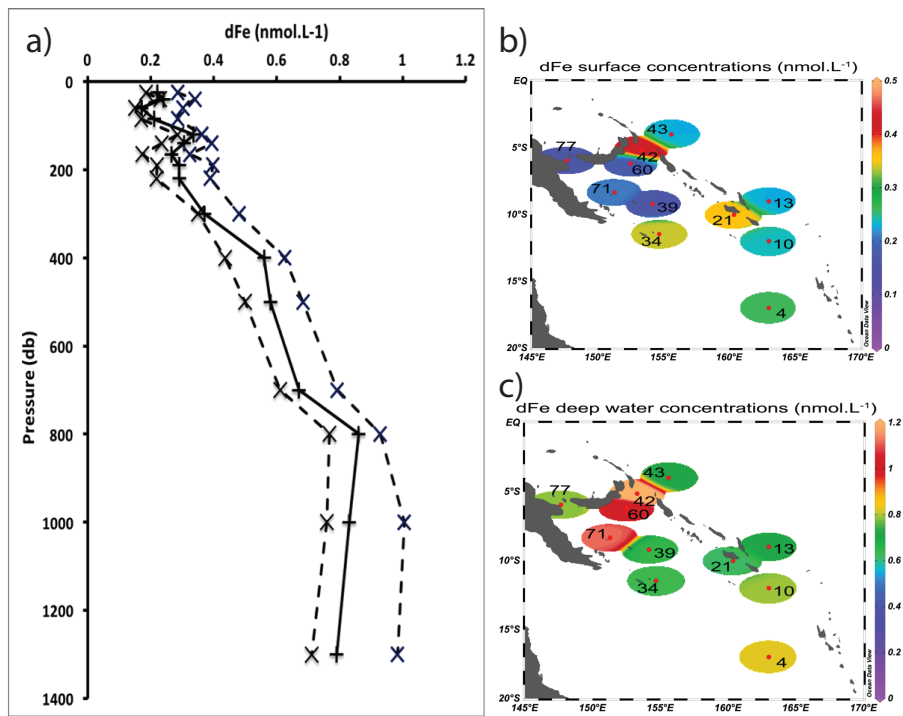 a)
dFe (nmol.L-1)
0 0.2 0.4 0.6 0.8 1 1.2
0
200
400
600
800
1000
1200
1400
Pressure (db)
b)
dFe surface concentrations (nmol.L-1)
EQ
5°S
10°S
15°S
20°S
145°E 150°E 155°E 160°E 165°E 170°E
43
77
42
60
71
39
13
21
34
10
4
0.5
0.4
0.3
0.2
0.1
0
Ocean Data View
c)
dFe deep water concentrations (nmol.L-1)
EQ
5°S
10°S
15°S
20°S
145°E 150°E 155°E 160°E 165°E 170°E
43
77
42
60
71
39
13
21
34
10
4
1.2
1
0.8
0.6
0.4
0.2
0
Ocean Data View